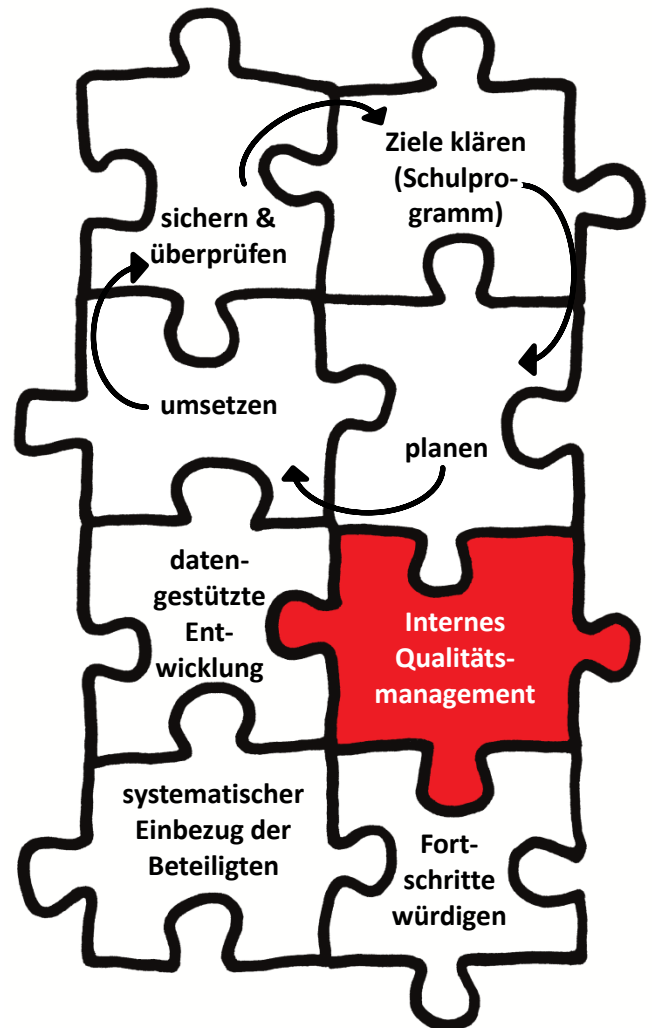 sichern &
überprüfen
Ziele klären
(Schulpro-
gramm)
umsetzen
planen
daten-
gestützte
Ent-
wicklung
Internes
Qualitäts-
management
systematischer
Einbezug der
Beteiligten
Fort-
schritte
würdigen